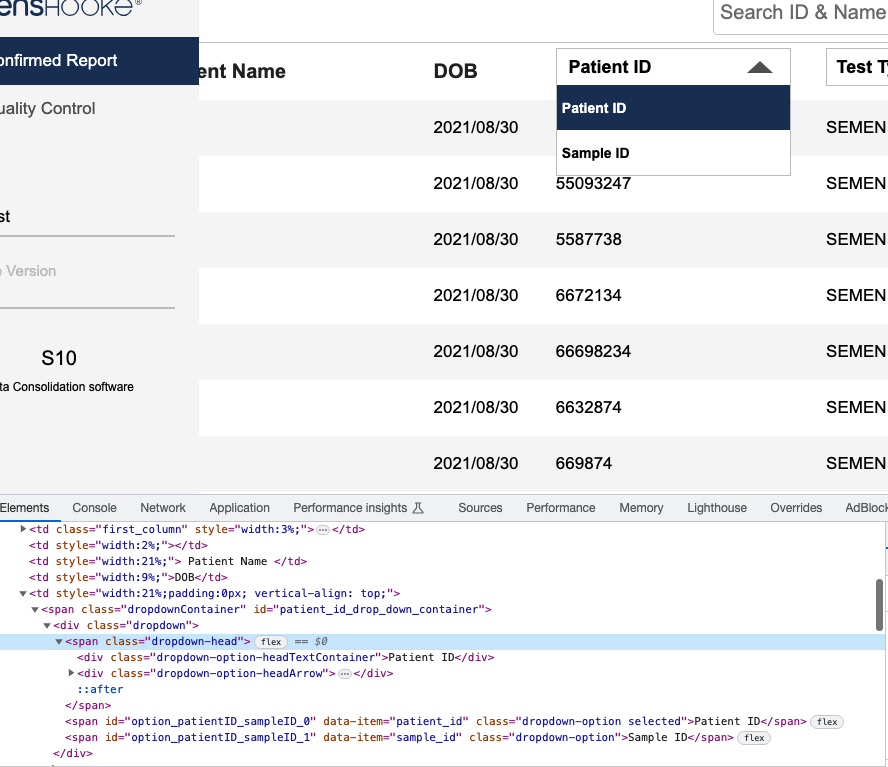 ensHOOKE®
Search ID & Name
onfirmed Report
ent Name DOB Patient ID Test Ty
uality Control
Patient ID
2021/08/30 SEMEN
Sample ID
2021/08/30 55093247 SEMEN
st
2021/08/30 5587738 SEMEN
e Version
2021/08/30 6672134 SEMEN
S10
2021/08/30 66698234 SEMEN
ta Consolidation software
2021/08/30 6632874 SEMEN
2021/08/30 669874 SEMEN
Elements Console Network Application Performance insights Sources Performance Memory Lighthouse Overrides AdBlock
<td class="first_column" style="width:3%;"> … </td>
<td style="width:2%;"></td>
<td style="width:21%;"> Patient Name </td>
<td style="width:9%;">DOB</td>
<td style="width:21%;padding:0px; vertical-align: top;">
<span class="dropdownContainer" id="patient_id_drop_down_container">
<div class="dropdown">
<span class="dropdown-head"> flex == $0
<div class="dropdown-option-headTextContainer">Patient ID</div>
<div class="dropdown-option-headArrow"> … </div>
::after
</span>
<span id="option_patientID_sampleID_0" data-item="patient_id" class="dropdown-option selected">Patient ID</span> flex
<span id="option_patientID_sampleID_1" data-item="sample_id" class="dropdown-option">Sample ID</span> flex
</div>